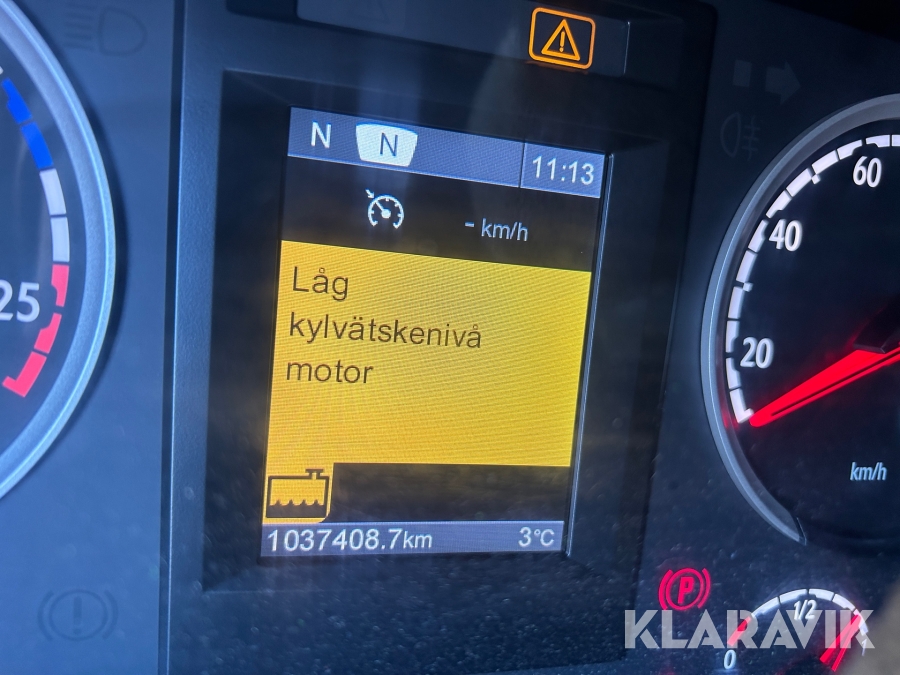 N N 11:13
- km/h
Låg
kylvätskenivå
motor
1037408.7km 3°C
25
60
40
20
km/h
P
1/2
0
KLARAVIK